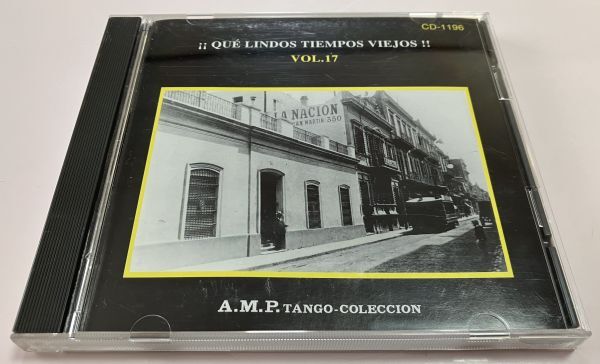 CD-1196
¡¡ QUÉ LINDOS TIEMPOS VIEJOS !!
VOL.17
LA NACION
SAN MARTIN 350
A.M.P. TANGO-COLECCION